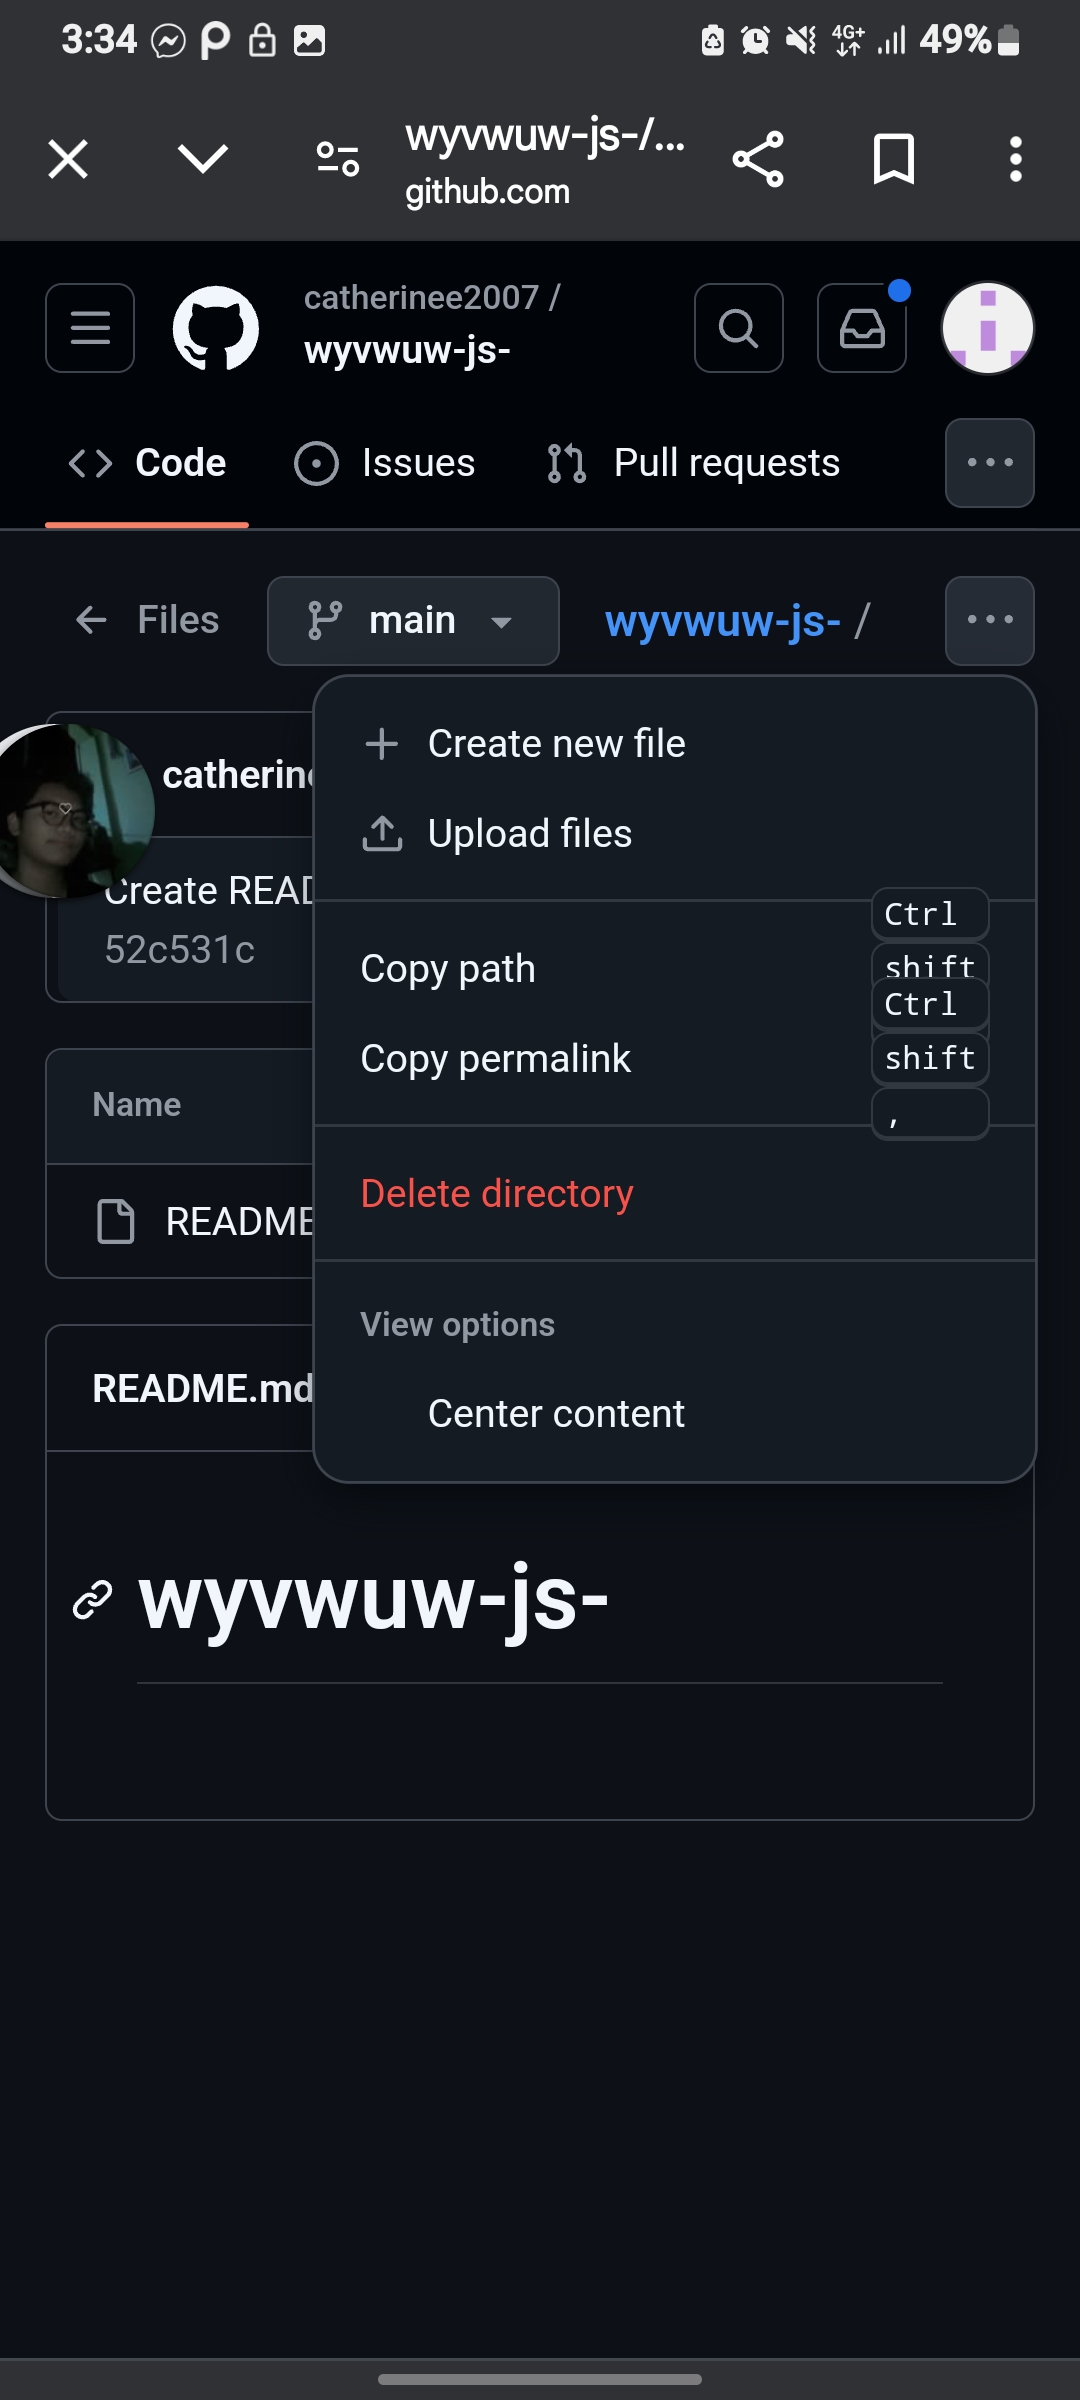 3:34
4G+
49%
wyvwuw-js-/...
github.com
catherinee2007 /
wyvwuw-js-
Code
Issues
Pull requests
Files
main
wyvwuw-js- /
Create new file
catherin
Upload files
Create READ
52c531c
Copy path
Ctrl
shift
Copy permalink
Ctrl
shift
,
Name
Delete directory
README
View options
README.md
Center content
wyvwuw-js-